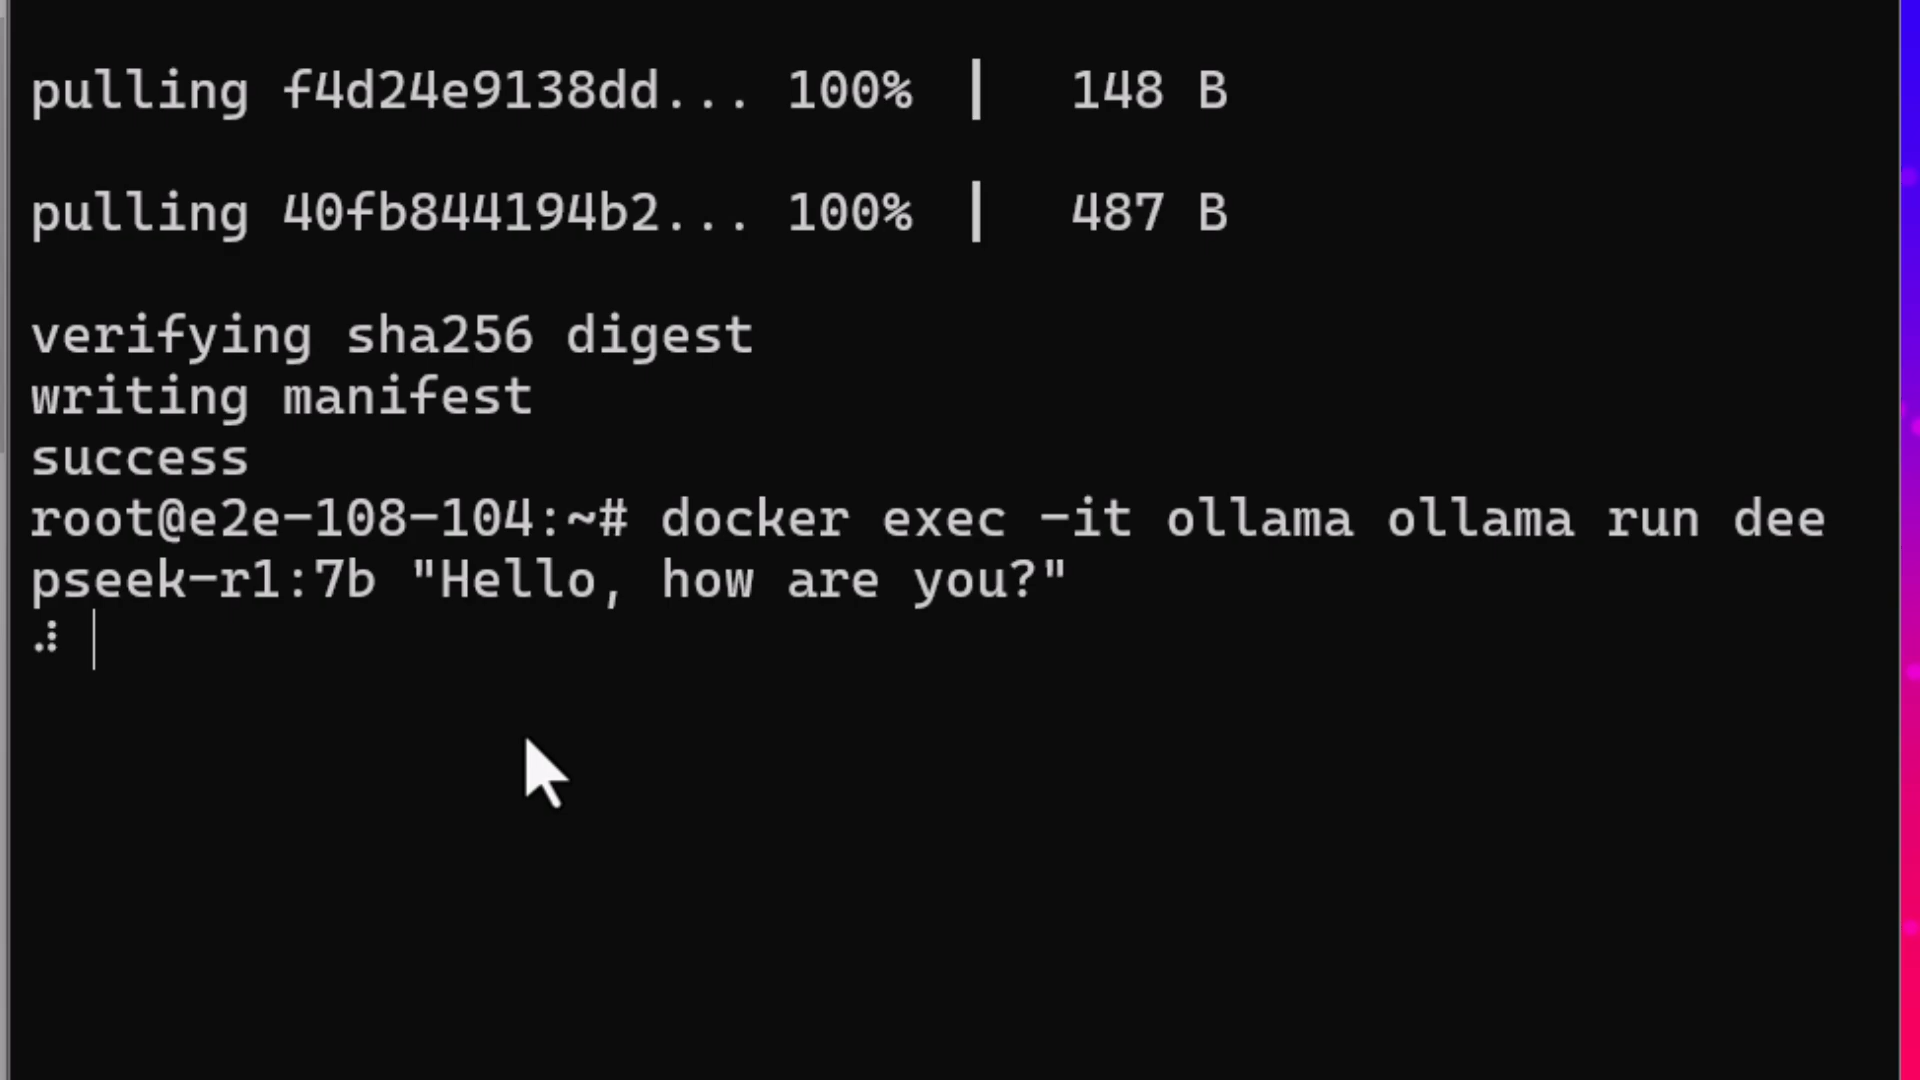 pulling f4d24e9138dd... 100% ▏ 148 B
pulling 40fb844194b2... 100% ▏ 487 B
verifying sha256 digest
writing manifest
success
root@e2e-108-104:~# docker exec -it ollama ollama run dee
pseek-r1:7b "Hello, how are you?"